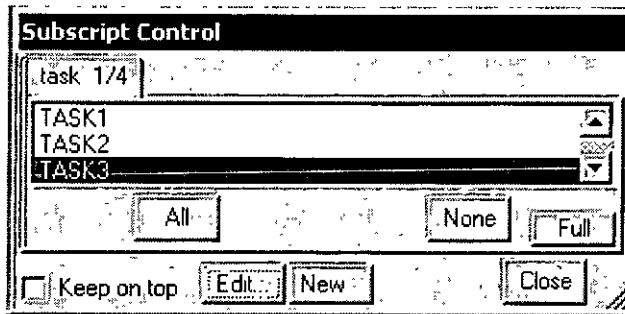 Subscript Control
task 1/4
TASK1
TASK2
TASK3
All None Full
Keep on top Edit... New Close